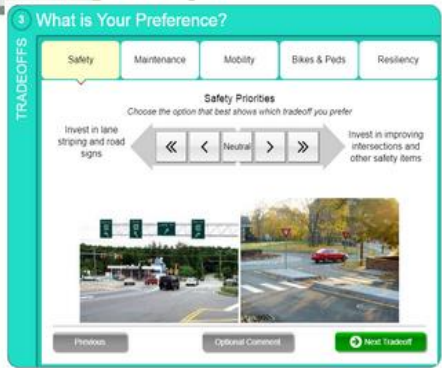 3 What is Your Preference?
TRADEOFFS
Safety Maintenance Mobility Bikes & Peds Resiliency
Safety Priorities
Choose the option that best shows which tradeoff you prefer
Invest in lane
striping and road
signs
« < Neutral > »
Invest in improving
intersections and
other safety items
Previous Optional Comment Next Tradeoff